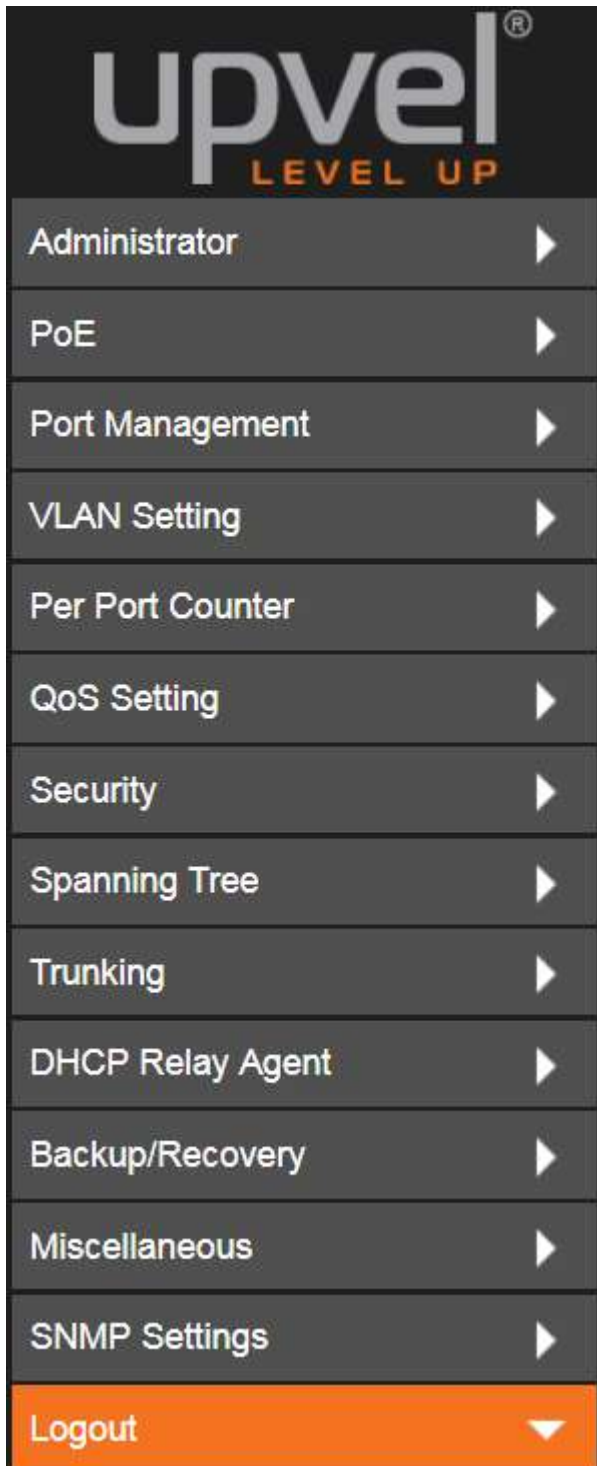 upvel®
LEVEL UP
Administrator
PoE
Port Management
VLAN Setting
Per Port Counter
QoS Setting
Security
Spanning Tree
Trunking
DHCP Relay Agent
Backup/Recovery
Miscellaneous
SNMP Settings
Logout